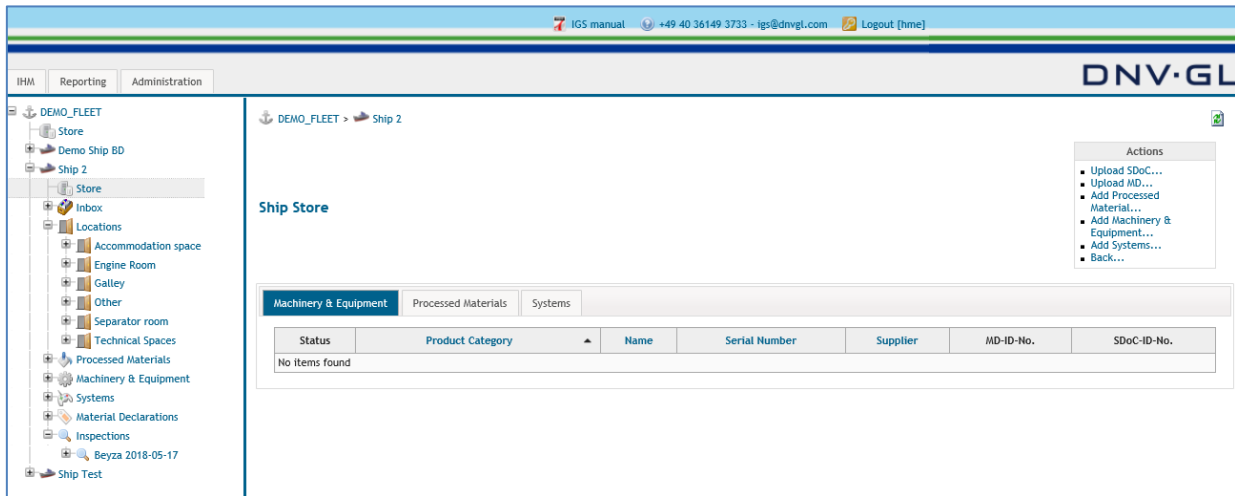 IGS manual +49 40 36149 3733 - igs@dnvgl.com Logout [hme]
IHM Reporting Administration
DNV·GL
DEMO_FLEET
Store
Demo Ship BD
Ship 2
Store
Inbox
Locations
Accommodation space
Engine Room
Galley
Other
Separator room
Technical Spaces
Processed Materials
Machinery & Equipment
Systems
Material Declarations
Inspections
Beyza 2018-05-17
Ship Test
DEMO_FLEET > Ship 2
Actions
Upload SDoC...
Upload MD...
Add Processed
Material...
Add Machinery &
Equipment...
Add Systems...
Back...
Ship Store
Machinery & Equipment Processed Materials Systems
Status Product Category Name Serial Number Supplier MD-ID-No. SDoC-ID-No.
No items found